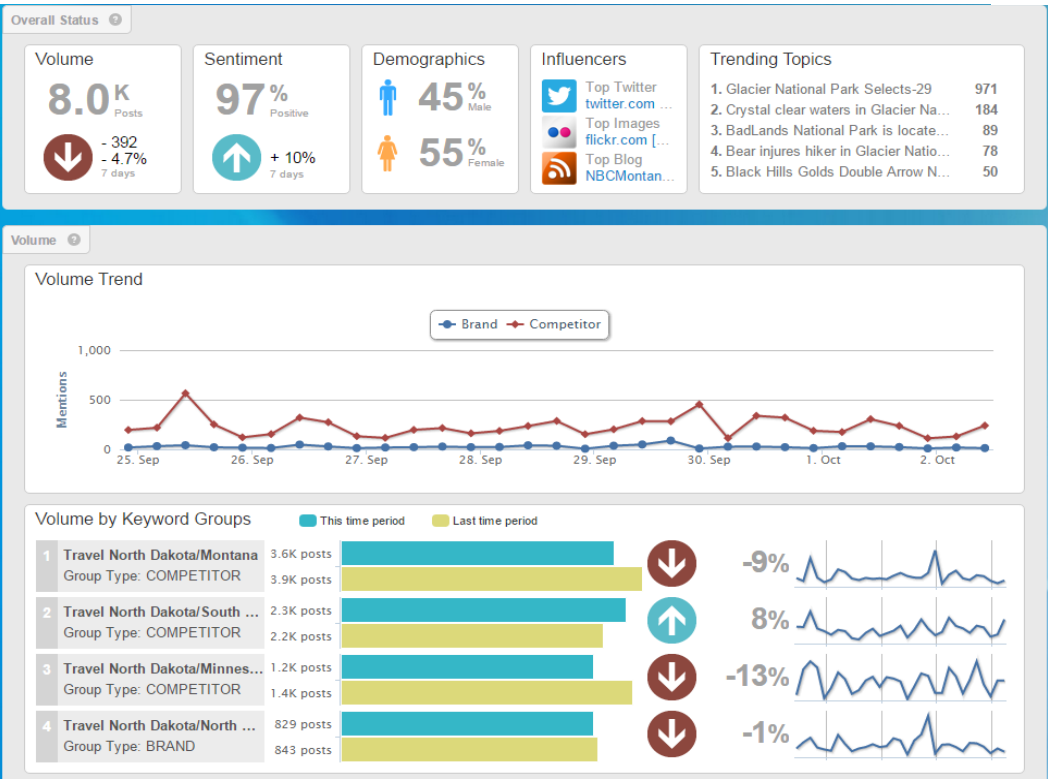 Overall Status ?
Volume
8.0 K
Posts
- 392
- 4.7%
7 days
Sentiment
97 %
Positive
+ 10%
7 days
Demographics
45 %
Male
55 %
Female
Influencers
Top Twitter
twitter.com ...
Top Images
flickr.com [...
Top Blog
NBCMontan...
Trending Topics
1. Glacier National Park Selects-29 971
2. Crystal clear waters in Glacier Na... 184
3. BadLands National Park is locate... 89
4. Bear injures hiker in Glacier Natio... 78
5. Black Hills Golds Double Arrow N... 50
Volume ?
Volume Trend
Brand Competitor
Mentions
1,000
500
0
25. Sep 26. Sep 27. Sep 28. Sep 29. Sep 30. Sep 1. Oct 2. Oct
Volume by Keyword Groups This time period Last time period
1 Travel North Dakota/Montana 3.6K posts
Group Type: COMPETITOR 3.9K posts
-9%
2 Travel North Dakota/South ... 2.3K posts
Group Type: COMPETITOR 2.2K posts
8%
3 Travel North Dakota/Minnes... 1.2K posts
Group Type: COMPETITOR 1.4K posts
-13%
4 Travel North Dakota/North ... 829 posts
Group Type: BRAND 843 posts
-1%